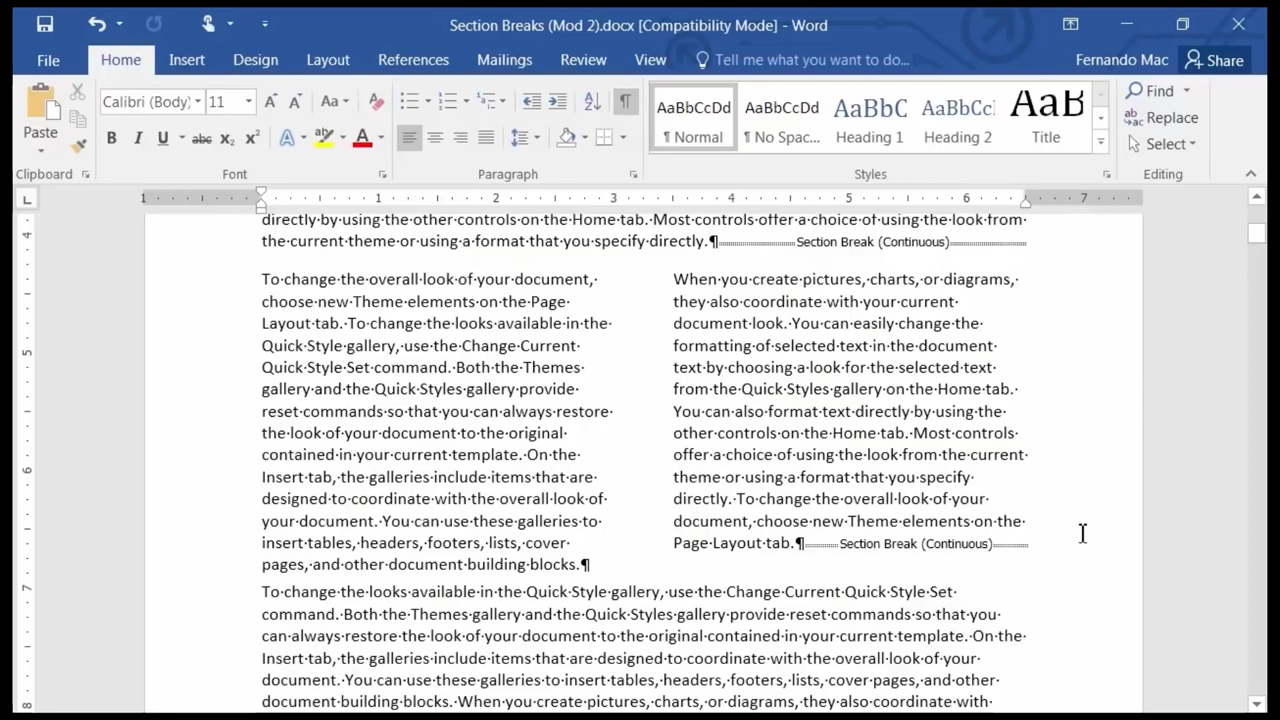 Section Breaks (Mod 2).docx [Compatibility Mode] - Word
File Home Insert Design Layout References Mailings Review View Tell me what you want to do... Fernando Mac Share
Calibri (Body) 11 Aa
Paste
B I U abc x₂ x² A A
AaBbCcDd AaBbCcDd AaBbC AaBbCcI AaB
¶ Normal ¶ No Spac... Heading 1 Heading 2 Title
Find
Replace
Select
Clipboard Font Paragraph Styles Editing
1 1 2 3 4 5 6 7
directly·by·using·the·other·controls·on·the·Home·tab.·Most·controls·offer·a·choice·of·using·the·look·from·
the·current·theme·or·using·a·format·that·you·specify·directly.¶ Section Break (Continuous)
To·change·the·overall·look·of·your·document,·
choose·new·Theme·elements·on·the·Page·
Layout·tab.·To·change·the·looks·available·in·the·
Quick·Style·gallery,·use·the·Change·Current·
Quick·Style·Set·command.·Both·the·Themes·
gallery·and·the·Quick·Styles·gallery·provide·
reset·commands·so·that·you·can·always·restore·
the·look·of·your·document·to·the·original·
contained·in·your·current·template.·On·the·
Insert·tab,·the·galleries·include·items·that·are·
designed·to·coordinate·with·the·overall·look·of·
your·document.·You·can·use·these·galleries·to·
insert·tables,·headers,·footers,·lists,·cover·
pages,·and·other·document·building·blocks.¶
When·you·create·pictures,·charts,·or·diagrams,·
they·also·coordinate·with·your·current·
document·look.·You·can·easily·change·the·
formatting·of·selected·text·in·the·document·
text·by·choosing·a·look·for·the·selected·text·
from·the·Quick·Styles·gallery·on·the·Home·tab.·
You·can·also·format·text·directly·by·using·the·
other·controls·on·the·Home·tab.·Most·controls·
offer·a·choice·of·using·the·look·from·the·current·
theme·or·using·a·format·that·you·specify·
directly.·To·change·the·overall·look·of·your·
document,·choose·new·Theme·elements·on·the·
Page·Layout·tab.¶ Section Break (Continuous)
To·change·the·looks·available·in·the·Quick·Style·gallery,·use·the·Change·Current·Quick·Style·Set·
command.·Both·the·Themes·gallery·and·the·Quick·Styles·gallery·provide·reset·commands·so·that·you·
can·always·restore·the·look·of·your·document·to·the·original·contained·in·your·current·template.·On·the·
Insert·tab,·the·galleries·include·items·that·are·designed·to·coordinate·with·the·overall·look·of·your·
document.·You·can·use·these·galleries·to·insert·tables,·headers,·footers,·lists,·cover·pages,·and·other·
document·building·blocks.·When·you·create·pictures,·charts,·or·diagrams,·they·also·coordinate·with·
4
5
6
7
8